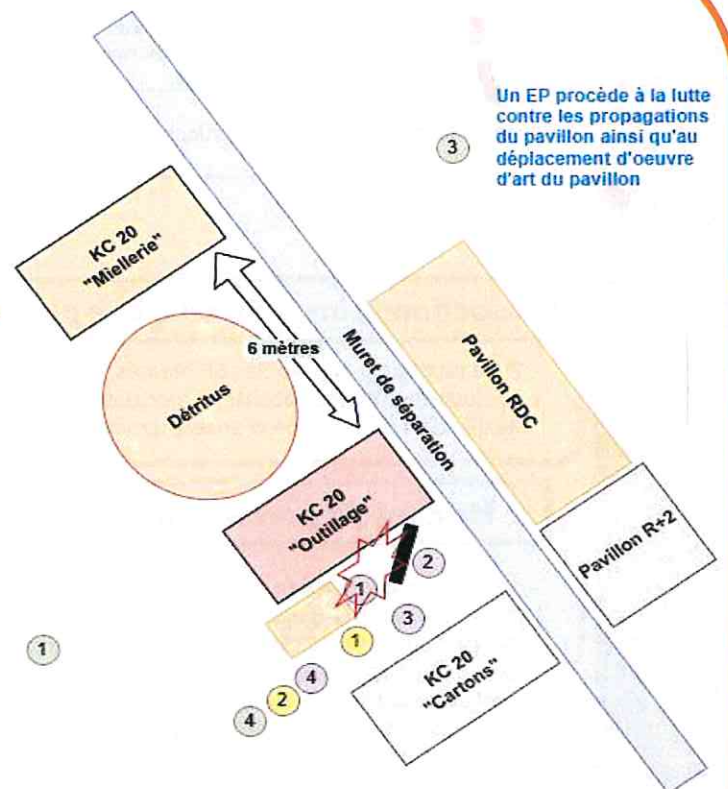 Un EP procède à la lutte
contre les propagations
du pavillon ainsi qu'au
déplacement d'oeuvre
d'art du pavillon
3
KC 20
"Miellerie"
6 mètres
Muret de séparation
Pavillon RDC
Détritus
KC 20
"Outillage"
Pavillon R+2
2
1
3
1
1
KC 20
"Cartons"
4
2
4